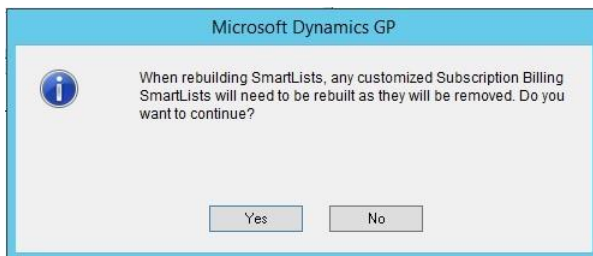 Microsoft Dynamics GP
When rebuilding SmartLists, any customized Subscription Billing
SmartLists will need to be rebuilt as they will be removed. Do you
want to continue?
Yes No